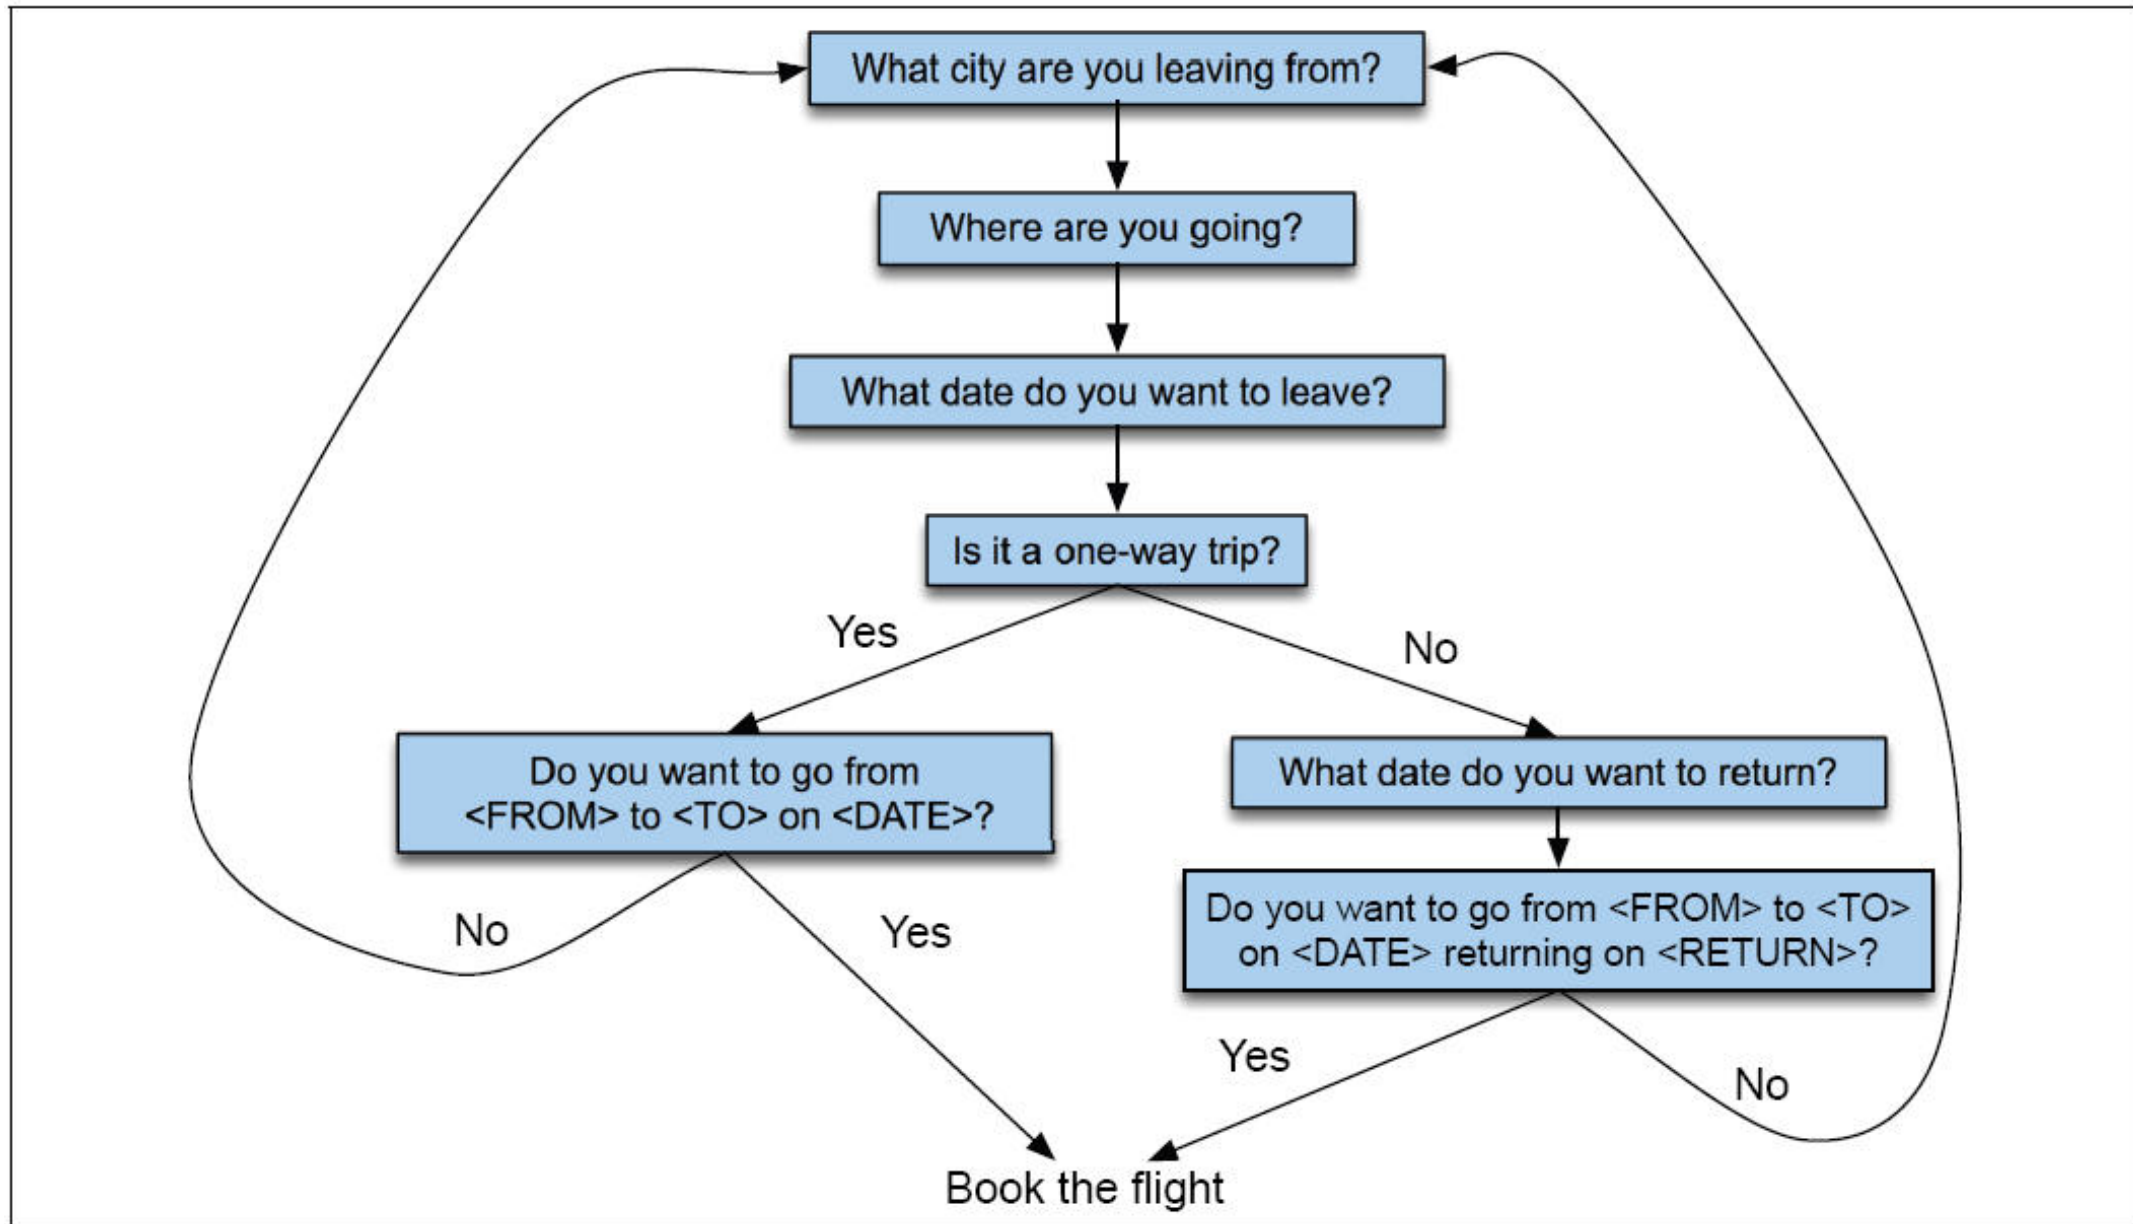 What city are you leaving from?
Where are you going?
What date do you want to leave?
Is it a one-way trip?
Yes
No
Do you want to go from
<FROM> to <TO> on <DATE>?
What date do you want to return?
Do you want to go from <FROM> to <TO>
on <DATE> returning on <RETURN>?
No
Yes
Yes
No
Book the flight